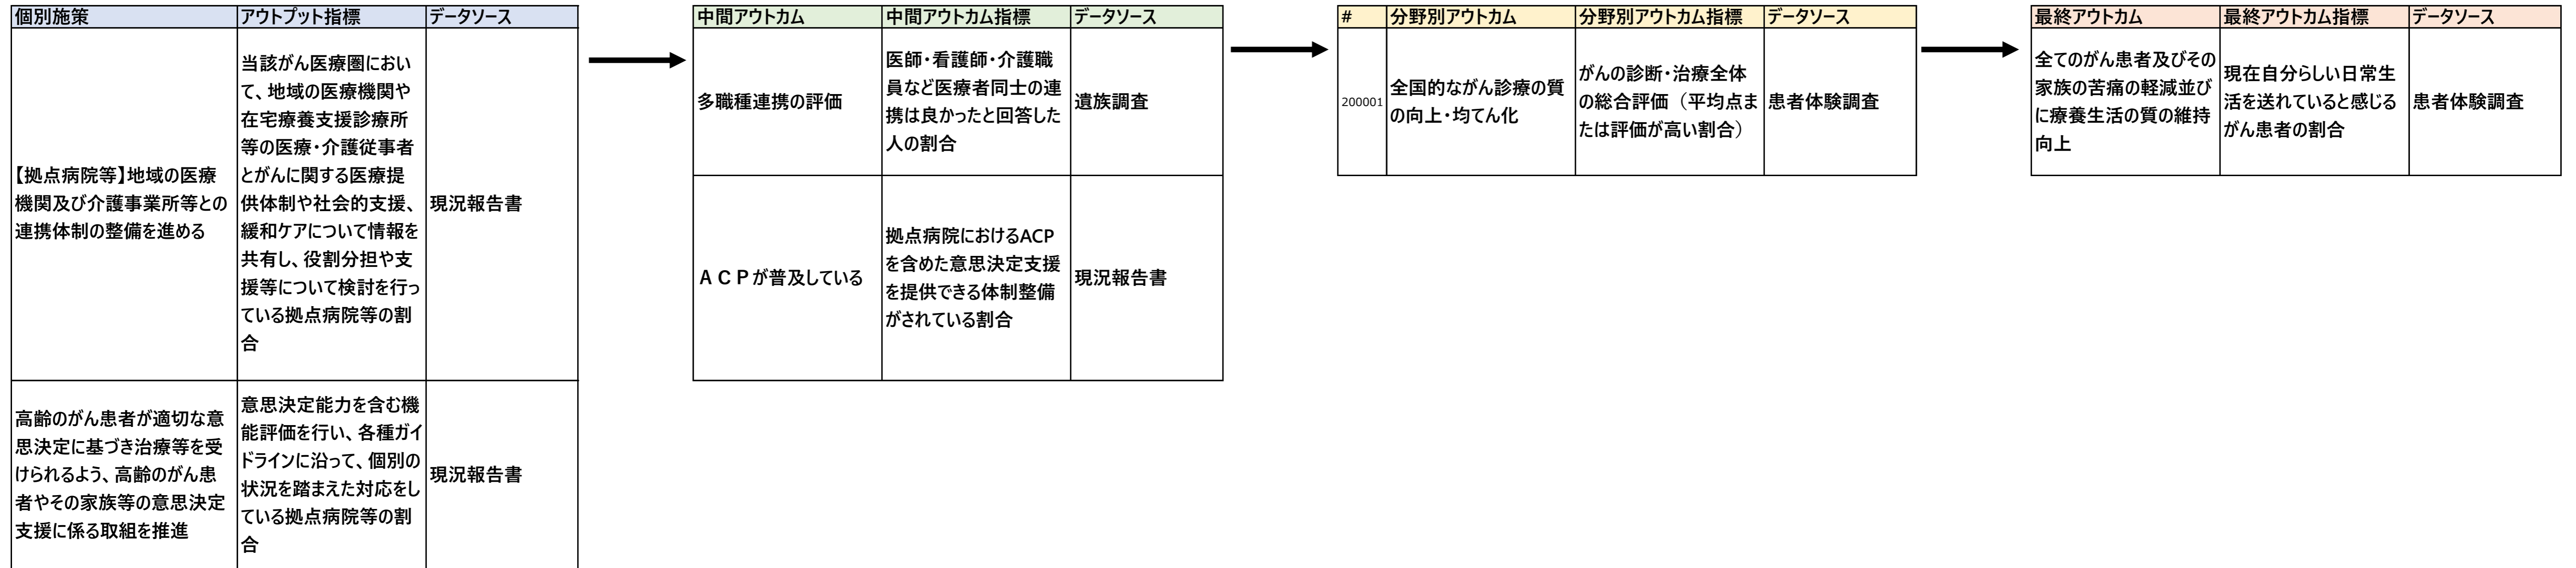 個別施策
アウトプット指標
データソース
【拠点病院等】地域の医療
機関及び介護事業所等との
連携体制の整備を進める
当該がん医療圏におい
て、地域の医療機関や
在宅療養支援診療所
等の医療・介護従事者
とがんに関する医療提
供体制や社会的支援、
緩和ケアについて情報を
共有し、役割分担や支
援等について検討を行っ
ている拠点病院等の割
合
現況報告書
高齢のがん患者が適切な意
思決定に基づき治療等を受
けられるよう、高齢のがん患
者やその家族等の意思決定
支援に係る取組を推進
意思決定能力を含む機
能評価を行い、各種ガイ
ドラインに沿って、個別の
状況を踏まえた対応をし
ている拠点病院等の割
合
現況報告書
中間アウトカム
中間アウトカム指標
データソース
多職種連携の評価
医師・看護師・介護職
員など医療者同士の連
携は良かったと回答した
人の割合
遺族調査
ＡＣＰが普及している
拠点病院におけるACP
を含めた意思決定支援
を提供できる体制整備
がされている割合
現況報告書
#
分野別アウトカム
分野別アウトカム指標
データソース
200001
全国的ながん診療の質
の向上・均てん化
がんの診断・治療全体
の総合評価（平均点ま
たは評価が高い割合）
患者体験調査
最終アウトカム
最終アウトカム指標
データソース
全てのがん患者及びその
家族の苦痛の軽減並び
に療養生活の質の維持
向上
現在自分らしい日常生
活を送れていると感じる
がん患者の割合
患者体験調査